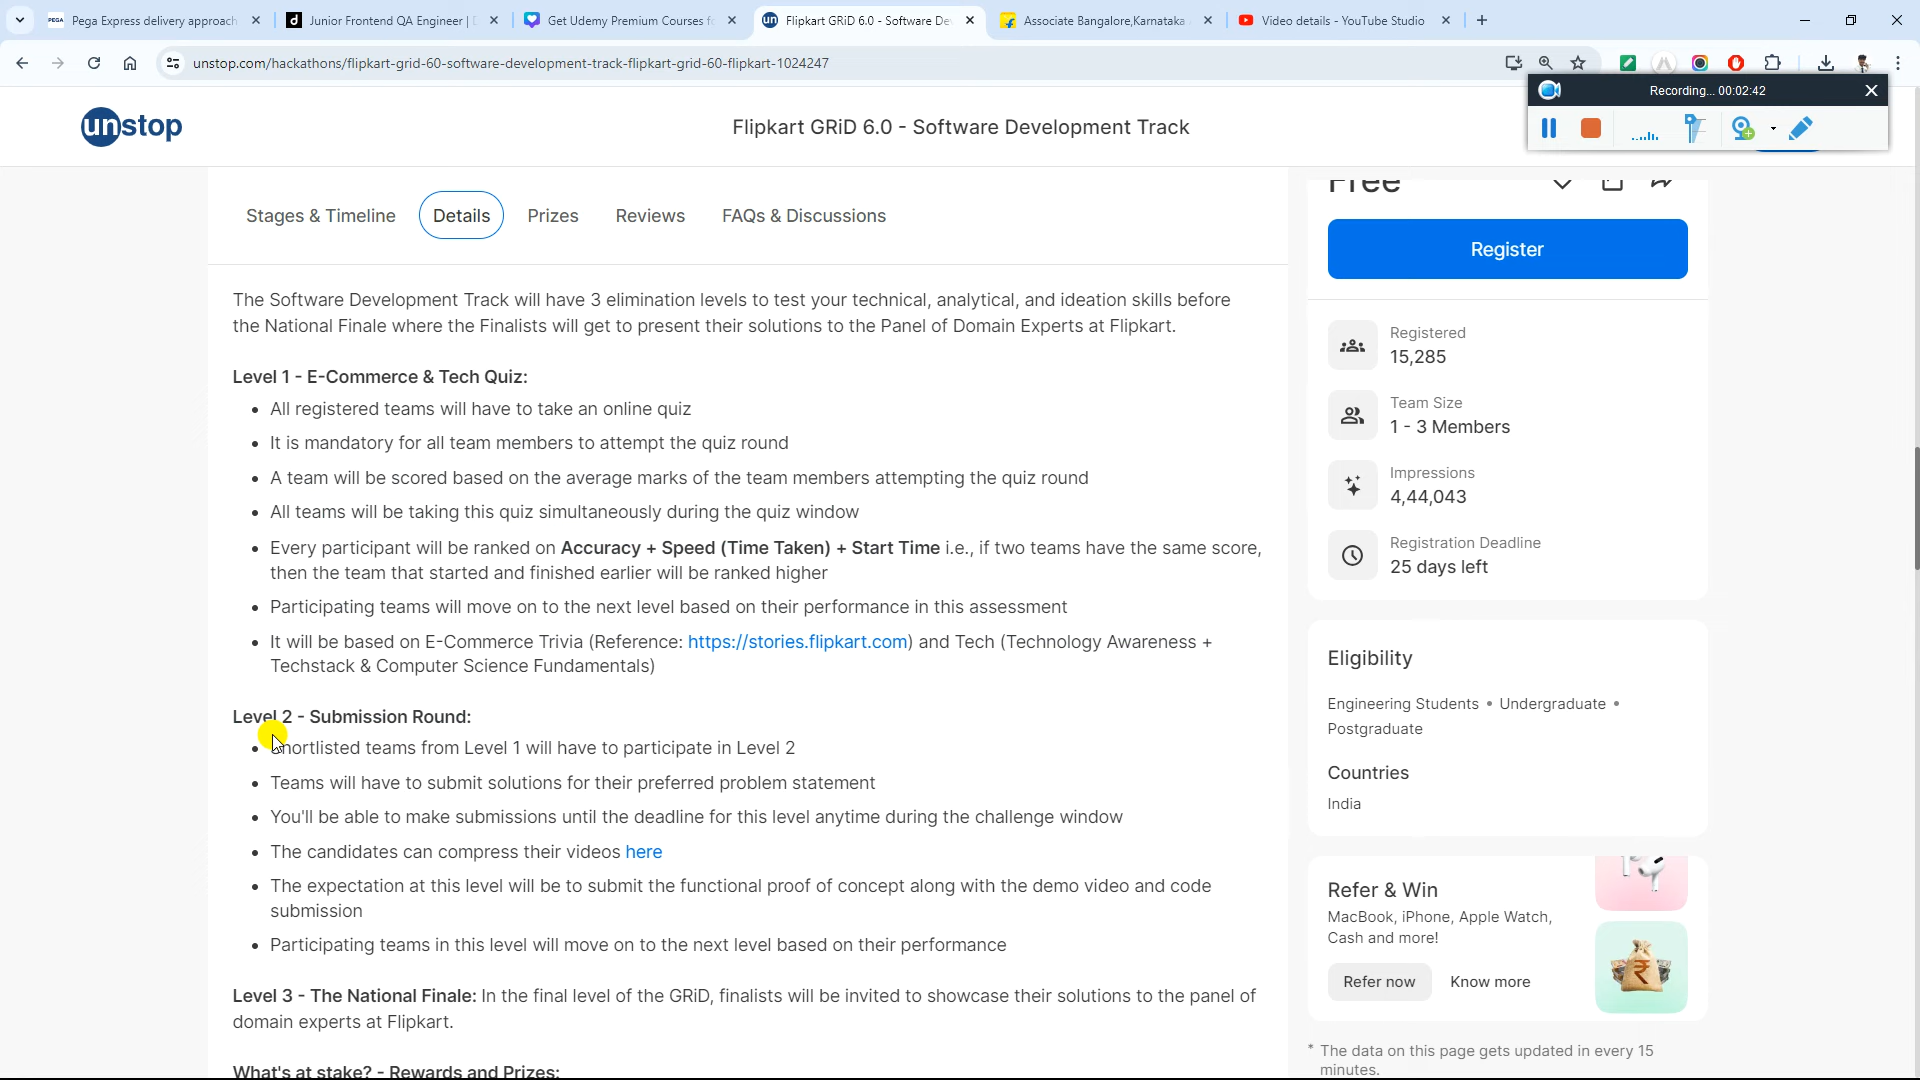 Pega Express delivery approach
Junior Frontend QA Engineer |
Get Udemy Premium Courses
Flipkart GRiD 6.0 - Software
Associate Bangalore,Karnataka
Video details - YouTube Studio
unstop.com/hackathons/flipkart-grid-60-software-development-track-flipkart-grid-60-flipkart-1024247
Recording... 00:02:42
unstop
Flipkart GRiD 6.0 - Software Development Track
Stages & Timeline
Details
Prizes
Reviews
FAQs & Discussions
The Software Development Track will have 3 elimination levels to test your technical, analytical, and ideation skills before
the National Finale where the Finalists will get to present their solutions to the Panel of Domain Experts at Flipkart.
Level 1 - E-Commerce & Tech Quiz:
• All registered teams will have to take an online quiz
• It is mandatory for all team members to attempt the quiz round
• A team will be scored based on the average marks of the team members attempting the quiz round
• All teams will be taking this quiz simultaneously during the quiz window
• Every participant will be ranked on Accuracy + Speed (Time Taken) + Start Time i.e., if two teams have the same score,
then the team that started and finished earlier will be ranked higher
• Participating teams will move on to the next level based on their performance in this assessment
• It will be based on E-Commerce Trivia (Reference: https://stories.flipkart.com) and Tech (Technology Awareness +
Techstack & Computer Science Fundamentals)
Level 2 - Submission Round:
• Shortlisted teams from Level 1 will have to participate in Level 2
• Teams will have to submit solutions for their preferred problem statement
• You'll be able to make submissions until the deadline for this level anytime during the challenge window
• The candidates can compress their videos here
• The expectation at this level will be to submit the functional proof of concept along with the demo video and code
submission
• Participating teams in this level will move on to the next level based on their performance
Level 3 - The National Finale: In the final level of the GRiD, finalists will be invited to showcase their solutions to the panel of
domain experts at Flipkart.
What's at stake? - Rewards and Prizes:
Free
Register
Registered
15,285
Team Size
1 - 3 Members
Impressions
4,44,043
Registration Deadline
25 days left
Eligibility
Engineering Students • Undergraduate •
Postgraduate
Countries
India
Refer & Win
MacBook, iPhone, Apple Watch,
Cash and more!
Refer now
Know more
* The data on this page gets updated in every 15
minutes.